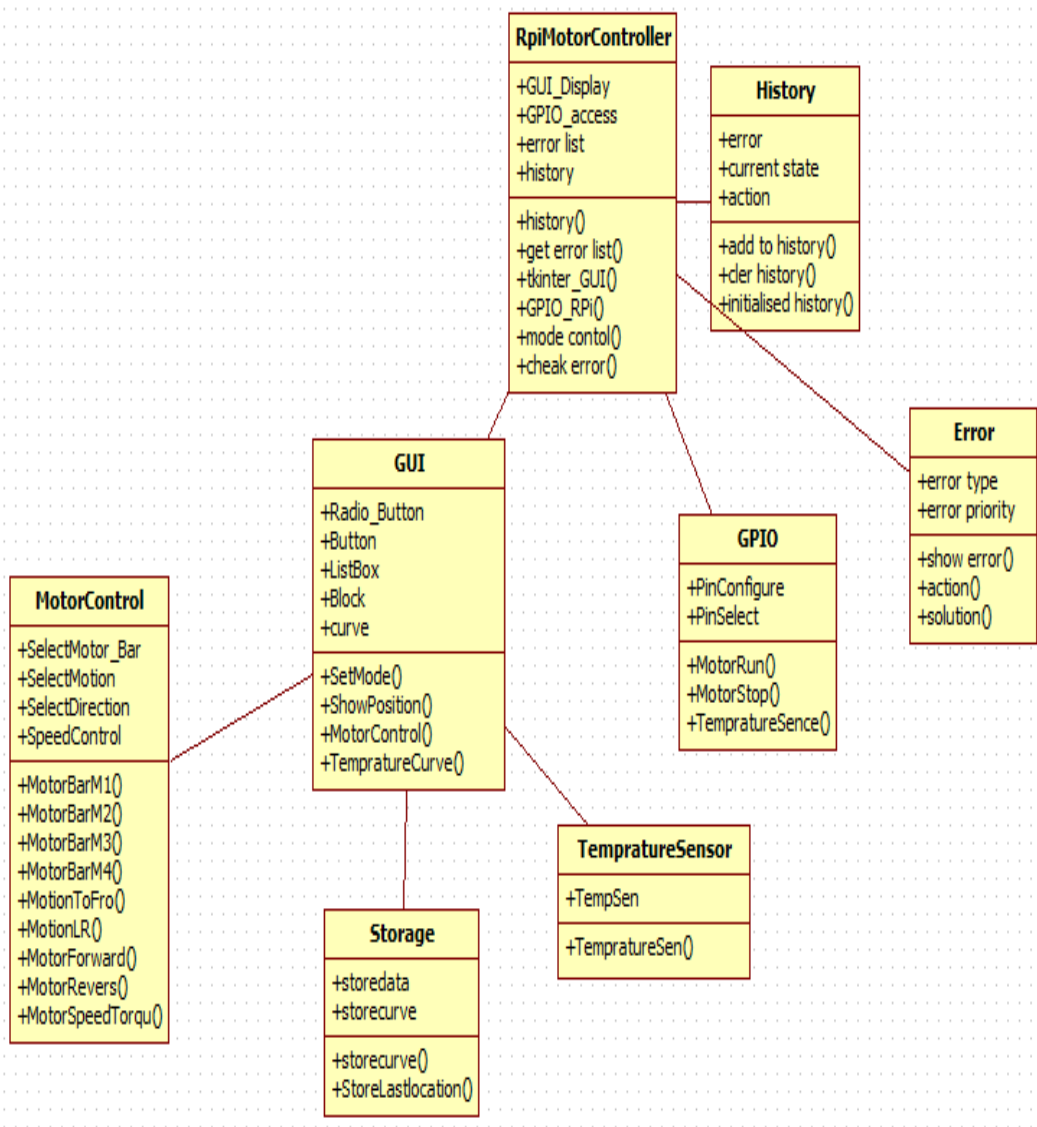 RpiMotorController
+GUI_Display
+GPIO_access
+error list
+history
+history()
+get error list()
+tkinter_GUI()
+GPIO_RPi()
+mode contol()
+cheak error()
History
+error
+current state
+action
+add to history()
+cler history()
+initialised history()
Error
+error type
+error priority
+show error()
+action()
+solution()
GUI
+Radio_Button
+Button
+ListBox
+Block
+curve
+SetMode()
+ShowPosition()
+MotorControl()
+TempratureCurve()
GPIO
+PinConfigure
+PinSelect
+MotorRun()
+MotorStop()
+TempratureSence()
MotorControl
+SelectMotor_Bar
+SelectMotion
+SelectDirection
+SpeedControl
+MotorBarM1()
+MotorBarM2()
+MotorBarM3()
+MotorBarM4()
+MotionToFro()
+MotionLR()
+MotorForward()
+MotorRevers()
+MotorSpeedTorqu()
TempratureSensor
+TempSen
+TempratureSen()
Storage
+storedata
+storecurve
+storecurve()
+StoreLastlocation()